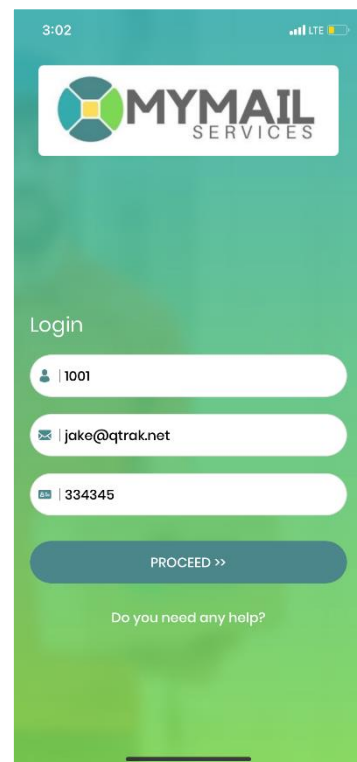 3:02
LTE
MYMAIL
SERVICES
Login
1001
jake@qtrak.net
334345
PROCEED >>
Do you need any help?